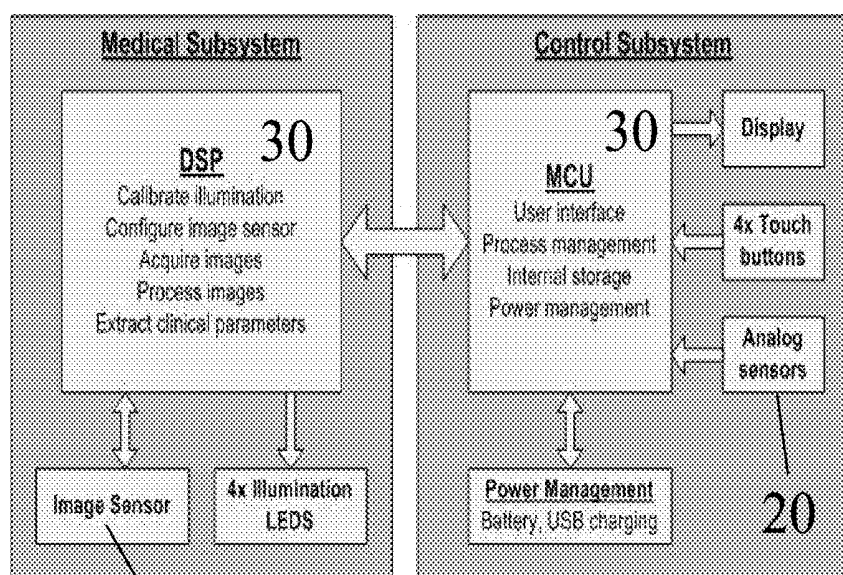 Medical Subsystem
DSP
30
Calibrate illumination
Configure image sensor
Acquire images
Process images
Extract clinical parameters
Image Sensor
4x Illumination
LEDS
Control Subsystem
30
MCU
User interface
Process management
Internal storage
Power management
Display
4x Touch
buttons
Analog
sensors
Power Management
Battery, USB charging
20